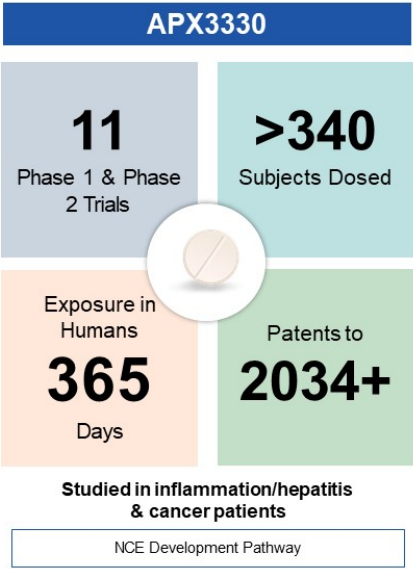 APX3330
11
Phase 1 & Phase
2 Trials
>340
Subjects Dosed
Exposure in
Humans
365
Days
Patents to
2034+
Studied in inflammation/hepatitis
& cancer patients
NCE Development Pathway